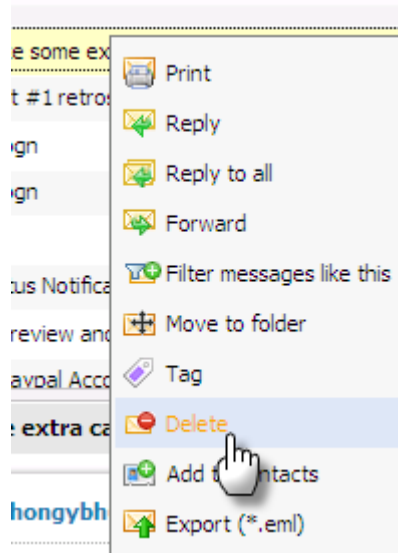 e some ex
Print
t #1 retros
Reply
ogn
Reply to all
ogn
Forward
tus Notifica
Filter messages like this
review and
Move to folder
aypal Acco
Tag
extra ca
Delete
Add t ntacts
hongybh
Export (*.eml)